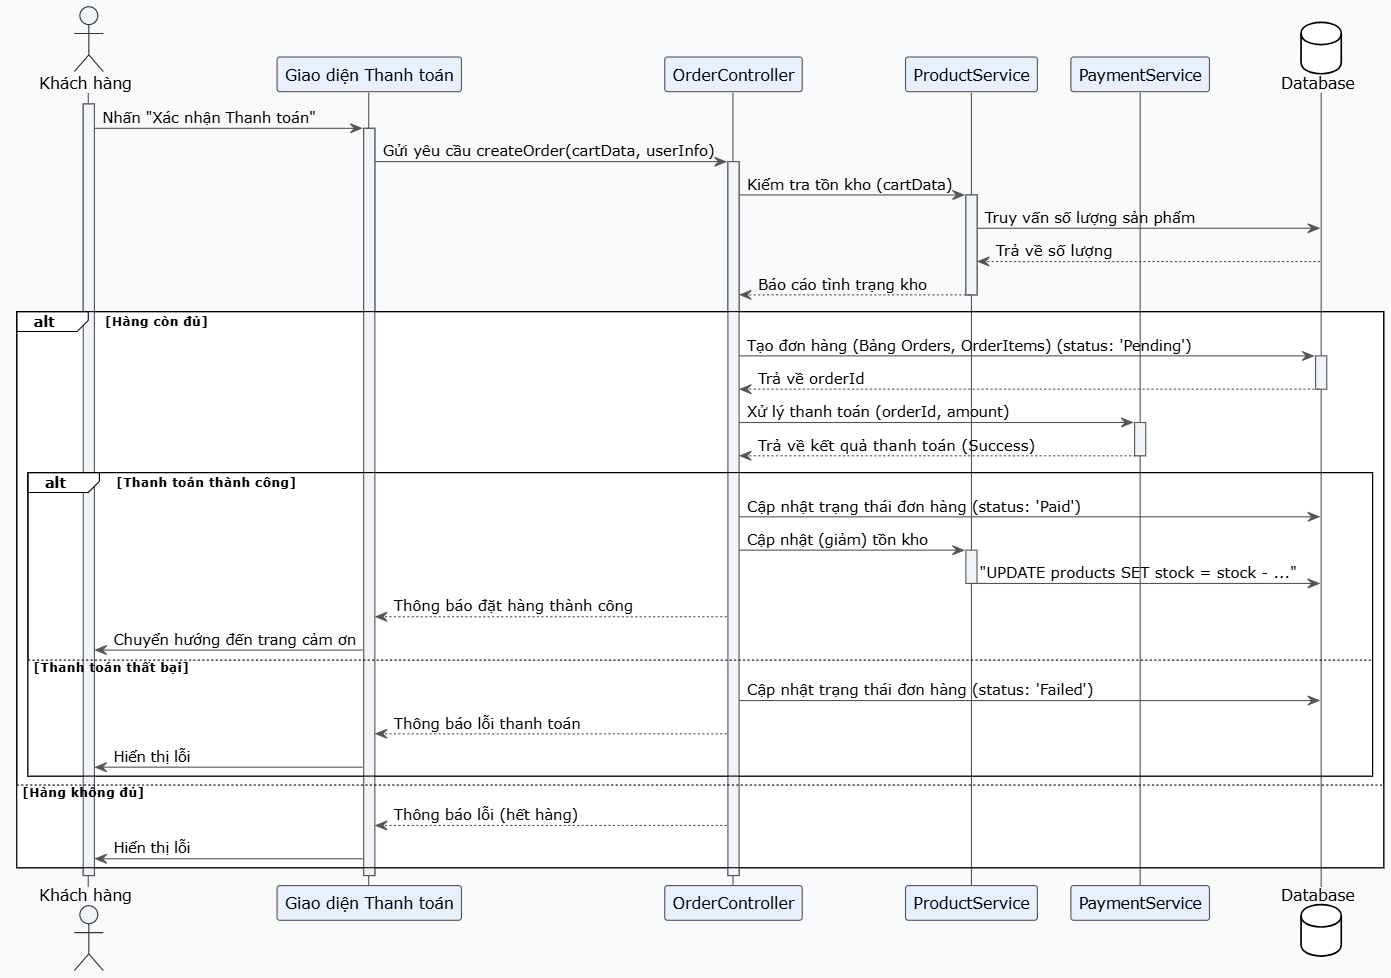 Khách hàng
Giao diện Thanh toán
OrderController
ProductService
PaymentService
Database
Nhấn "Xác nhận Thanh toán"
Gửi yêu cầu createOrder(cartData, userInfo)
Kiểm tra tồn kho (cartData)
Truy vấn số lượng sản phẩm
Trả về số lượng
Báo cáo tình trạng kho
alt
[Hàng còn đủ]
Tạo đơn hàng (Bảng Orders, OrderItems) (status: 'Pending')
Trả về orderId
Xử lý thanh toán (orderId, amount)
Trả về kết quả thanh toán (Success)
alt
[Thanh toán thành công]
Cập nhật trạng thái đơn hàng (status: 'Paid')
Cập nhật (giảm) tồn kho
"UPDATE products SET stock = stock - ..."
Thông báo đặt hàng thành công
Chuyển hướng đến trang cảm ơn
[Thanh toán thất bại]
Cập nhật trạng thái đơn hàng (status: 'Failed')
Thông báo lỗi thanh toán
Hiển thị lỗi
[Hàng không đủ]
Thông báo lỗi (hết hàng)
Hiển thị lỗi
Khách hàng
Giao diện Thanh toán
OrderController
ProductService
PaymentService
Database